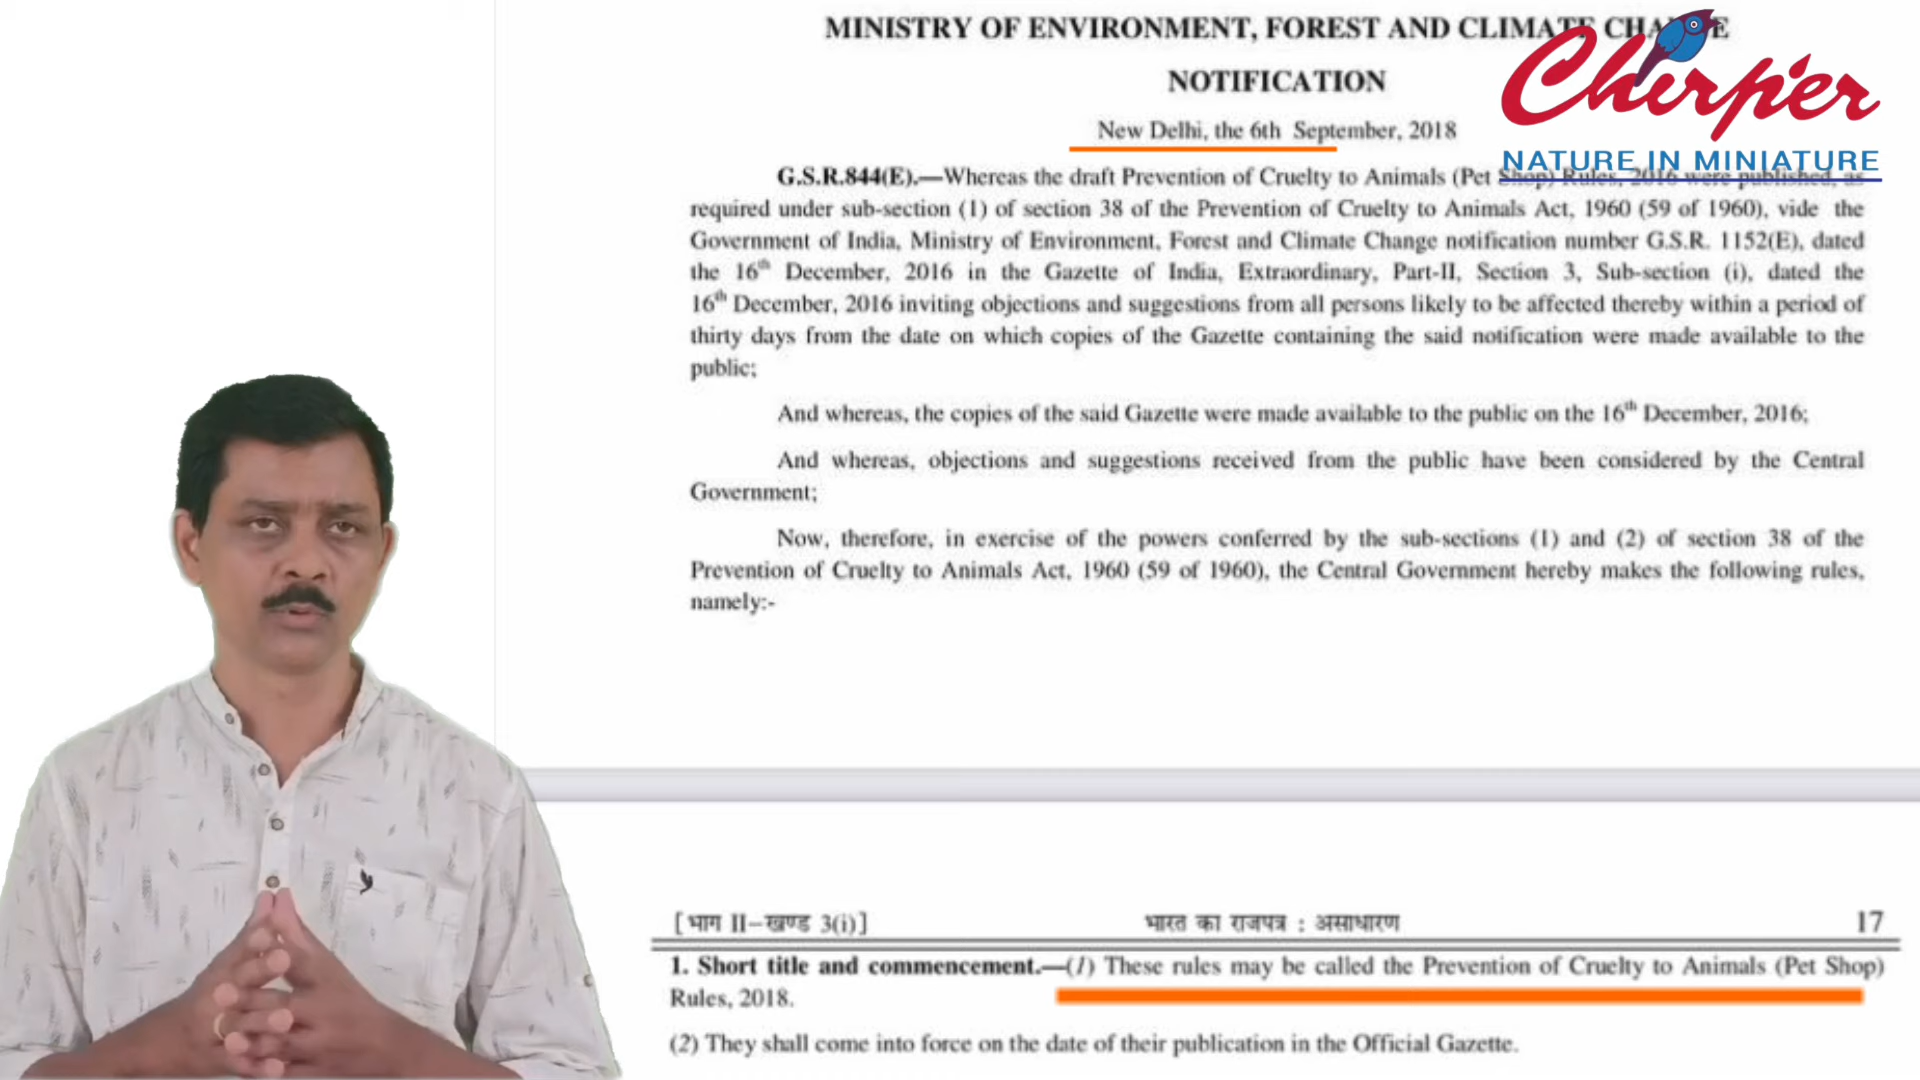 MINISTRY OF ENVIRONMENT, FOREST AND CLIMATE CHANGE
Chirper
NATURE IN MINIATURE
NOTIFICATION
New Delhi, the 6th September, 2018
G.S.R.844(E).—Whereas the draft Prevention of Cruelty to Animals (Pet Shop) Rules, 2016 were published, as
required under sub-section (1) of section 38 of the Prevention of Cruelty to Animals Act, 1960 (59 of 1960), vide the
Government of India, Ministry of Environment, Forest and Climate Change notification number G.S.R. 1152(E), dated
the 16th December, 2016 in the Gazette of India, Extraordinary, Part-II, Section 3, Sub-section (i), dated the
16th December, 2016 inviting objections and suggestions from all persons likely to be affected thereby within a period of
thirty days from the date on which copies of the Gazette containing the said notification were made available to the
public;
And whereas, the copies of the said Gazette were made available to the public on the 16th December, 2016;
And whereas, objections and suggestions received from the public have been considered by the Central
Government;
Now, therefore, in exercise of the powers conferred by the sub-sections (1) and (2) of section 38 of the
Prevention of Cruelty to Animals Act, 1960 (59 of 1960), the Central Government hereby makes the following rules,
namely:-
[भाग II—खण्ड 3(i)] भारत का राजपत्र : असाधारण 17
1. Short title and commencement.—(1) These rules may be called the Prevention of Cruelty to Animals (Pet Shop)
Rules, 2018.
(2) They shall come into force on the date of their publication in the Official Gazette.